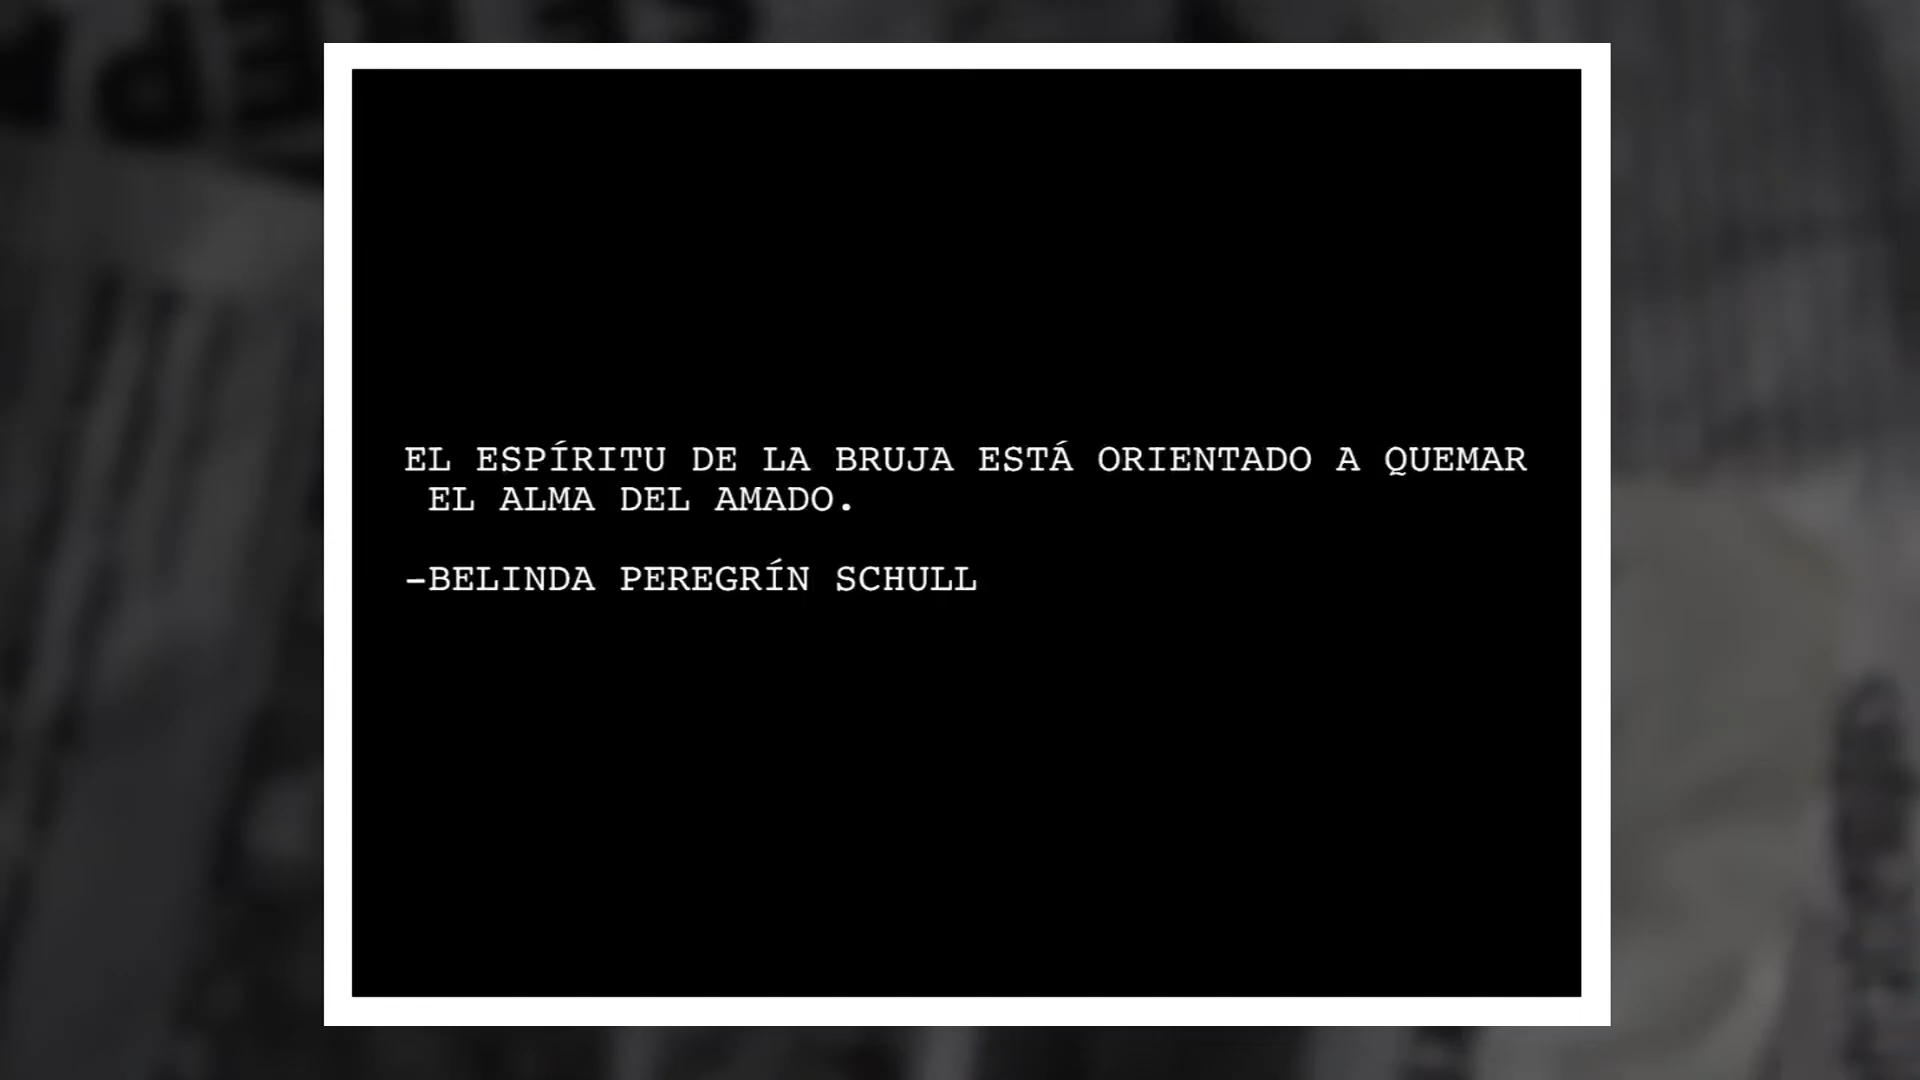 EL ESPÍRITU DE LA BRUJA ESTÁ ORIENTADO A QUEMAR
EL ALMA DEL AMADO.
-BELINDA PEREGRÍN SCHULL